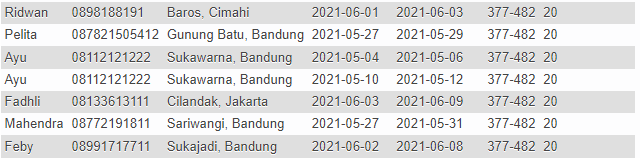 Ridwan 0898188191 Baros, Cimahi 2021-06-01 2021-06-03 377-482 20
Pelita 087821505412 Gunung Batu, Bandung 2021-05-27 2021-05-29 377-482 20
Ayu 08112121222 Sukawarna, Bandung 2021-05-04 2021-05-06 377-482 20
Ayu 08112121222 Sukawarna, Bandung 2021-05-10 2021-05-12 377-482 20
Fadhli 08133613111 Cilandak, Jakarta 2021-06-03 2021-06-09 377-482 20
Mahendra 08772191811 Sariwangi, Bandung 2021-05-27 2021-05-31 377-482 20
Feby 08991717711 Sukajadi, Bandung 2021-06-02 2021-06-08 377-482 20